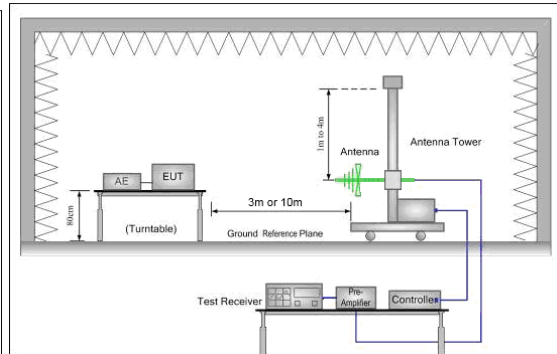 1m to 4m
Antenna
Antenna Tower
AE
EUT
80cm
(Turntable)
3m or 10m
Ground Reference Plane
Test Receiver
Pre-
Amplifier
Controlle